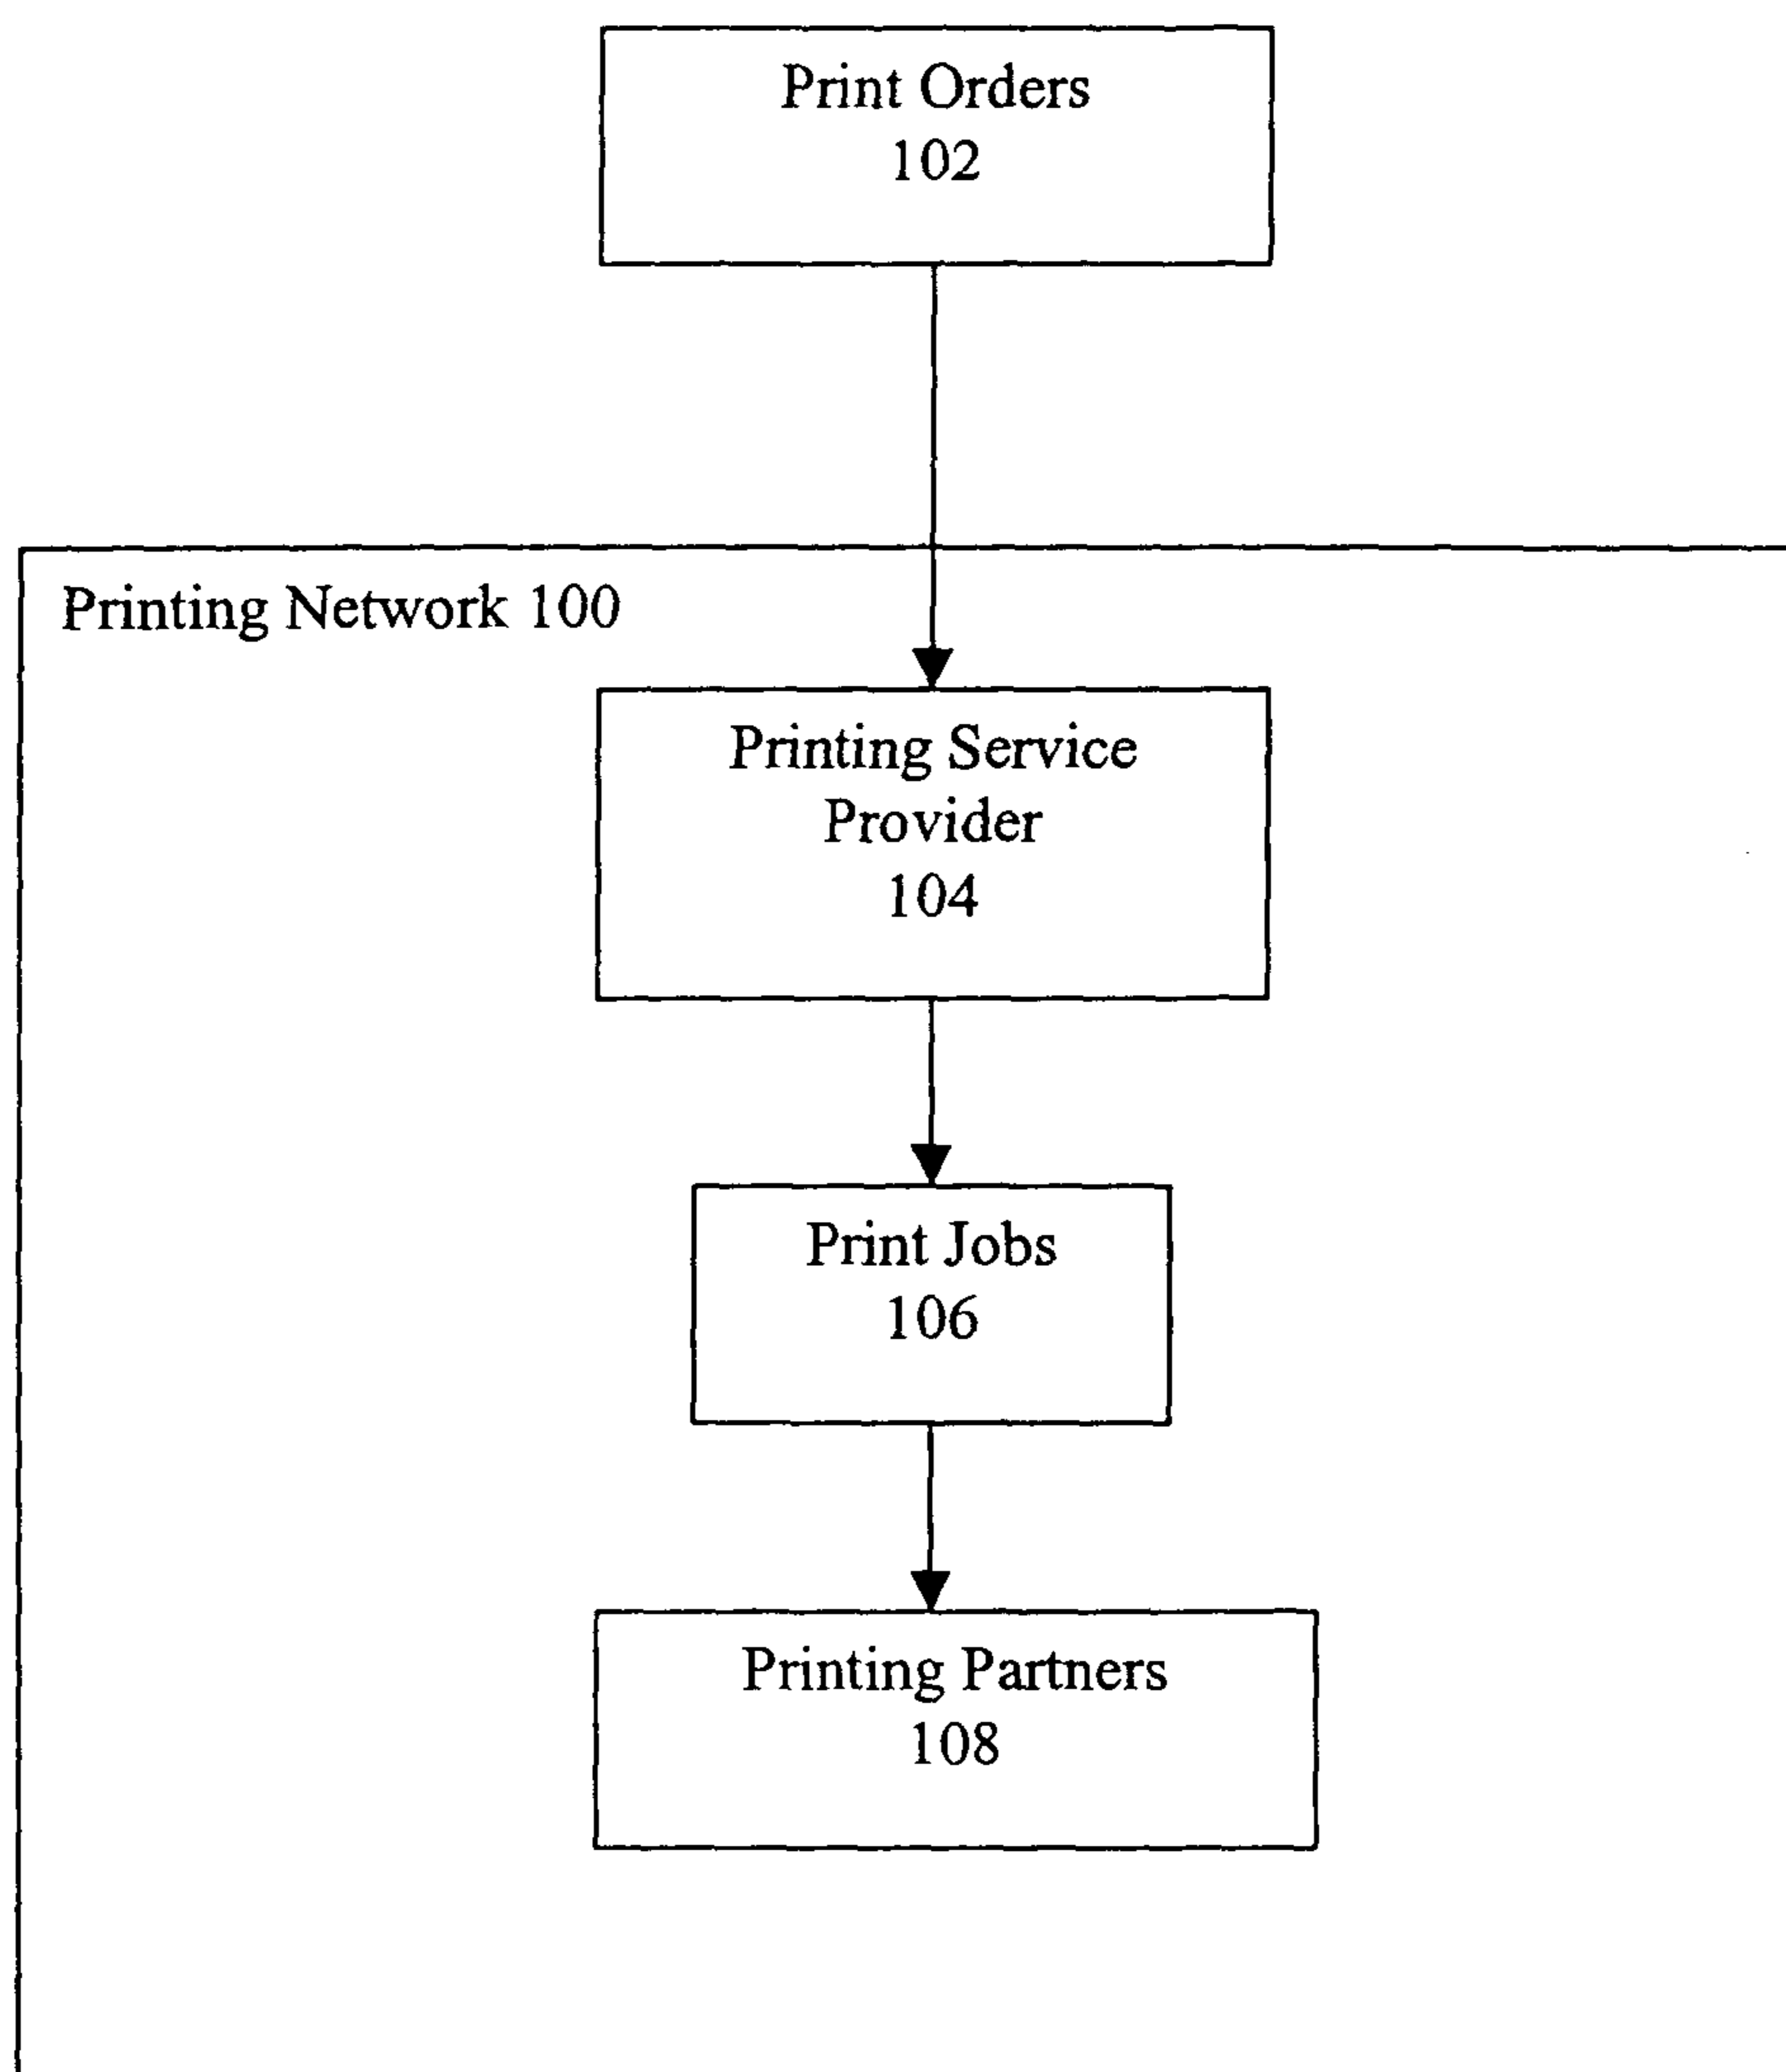 Print Orders
102
Printing Network 100
Printing Service
Provider
104
Print Jobs
106
Printing Partners
108